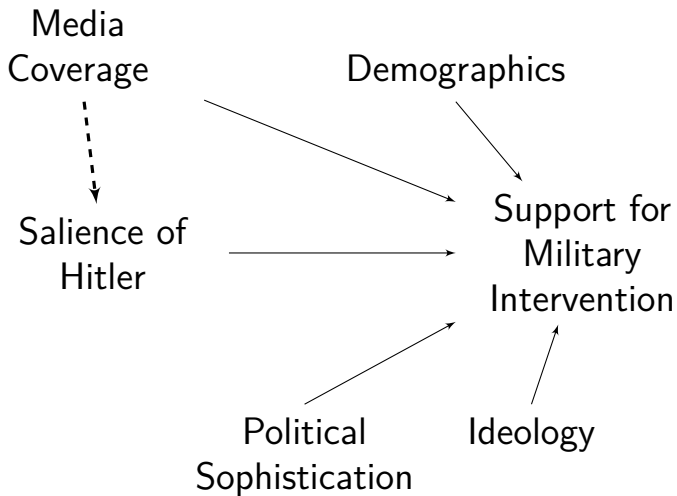 Media
Coverage
Demographics
Salience of
Hitler
Support for
Military
Intervention
Political
Sophistication
Ideology